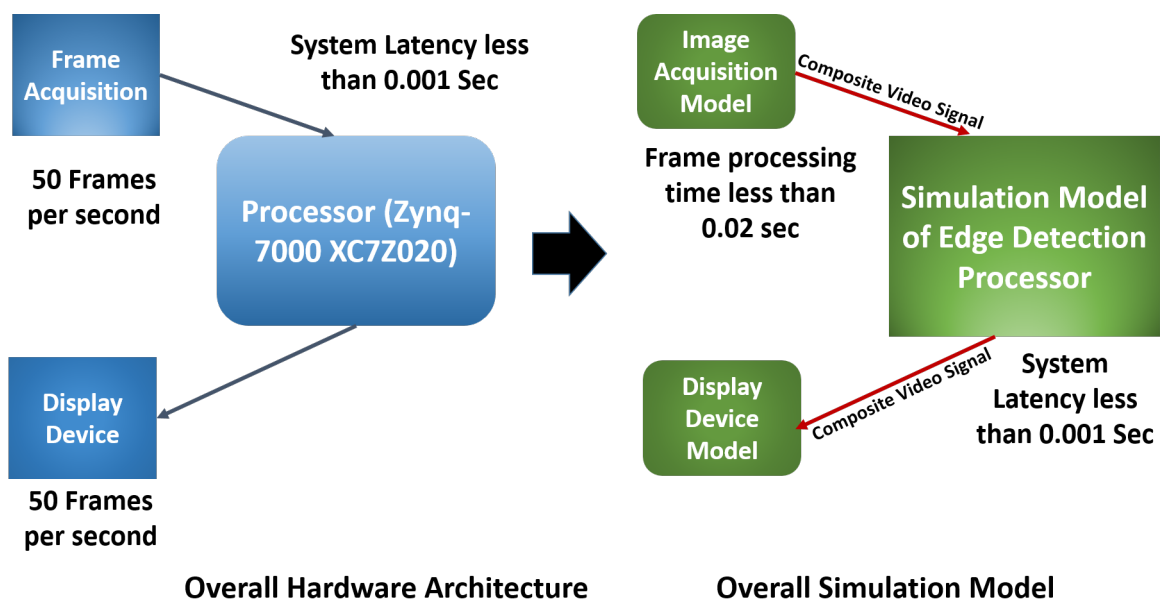 Frame
Acquisition
System Latency less
than 0.001 Sec
50 Frames
per second
Processor (Zynq-
7000 XC7Z020)
Display
Device
50 Frames
per second
Overall Hardware Architecture
Image
Acquisition
Model
Composite Video Signal
Frame processing
time less than
0.02 sec
Simulation Model
of Edge Detection
Processor
Composite Video Signal
Display
Device
Model
System
Latency less
than 0.001 Sec
Overall Simulation Model